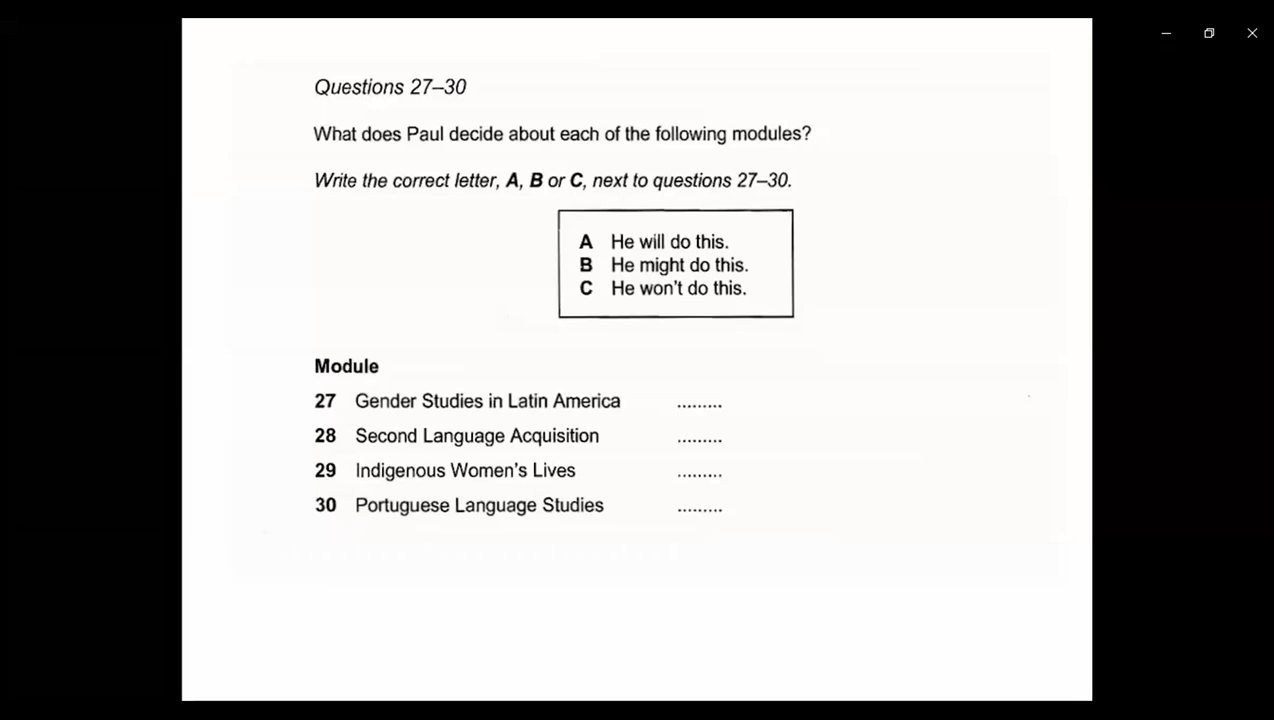 Questions 27–30
What does Paul decide about each of the following modules?
Write the correct letter, A, B or C, next to questions 27–30.
A He will do this.
B He might do this.
C He won't do this.
Module
27 Gender Studies in Latin America .........
28 Second Language Acquisition .........
29 Indigenous Women's Lives .........
30 Portuguese Language Studies .........